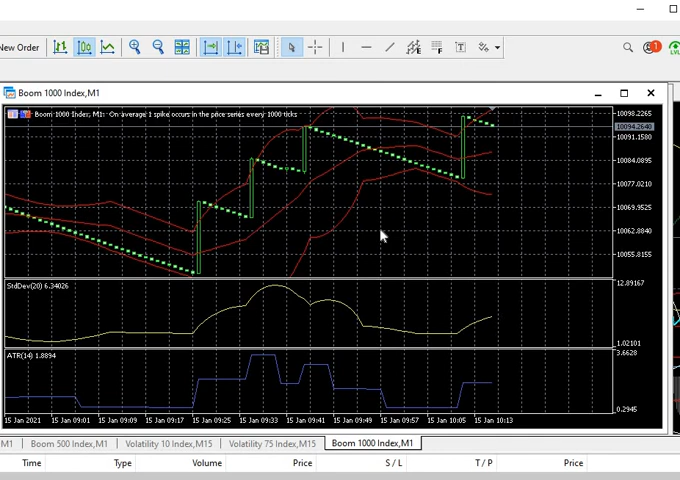 New Order
1
LVL
Boom 1000 Index,M1
Boom 1000 Index, M1: On average 1 spike occurs in the price series every 1000 ticks
10098.2265
10094.2640
10091.1580
10084.0895
10077.0210
10069.9525
10062.8840
10055.8155
StdDev(20) 6.34026
12.89167
1.02101
ATR(14) 1.8894
3.6628
0.2945
15 Jan 2021 15 Jan 09:01 15 Jan 09:09 15 Jan 09:17 15 Jan 09:25 15 Jan 09:33 15 Jan 09:41 15 Jan 09:49 15 Jan 09:57 15 Jan 10:05 15 Jan 10:13
M1 Boom 500 Index,M1 Volatility 10 Index,M15 Volatility 75 Index,M15 Boom 1000 Index,M1
Time Type Volume Price S / L T / P Price